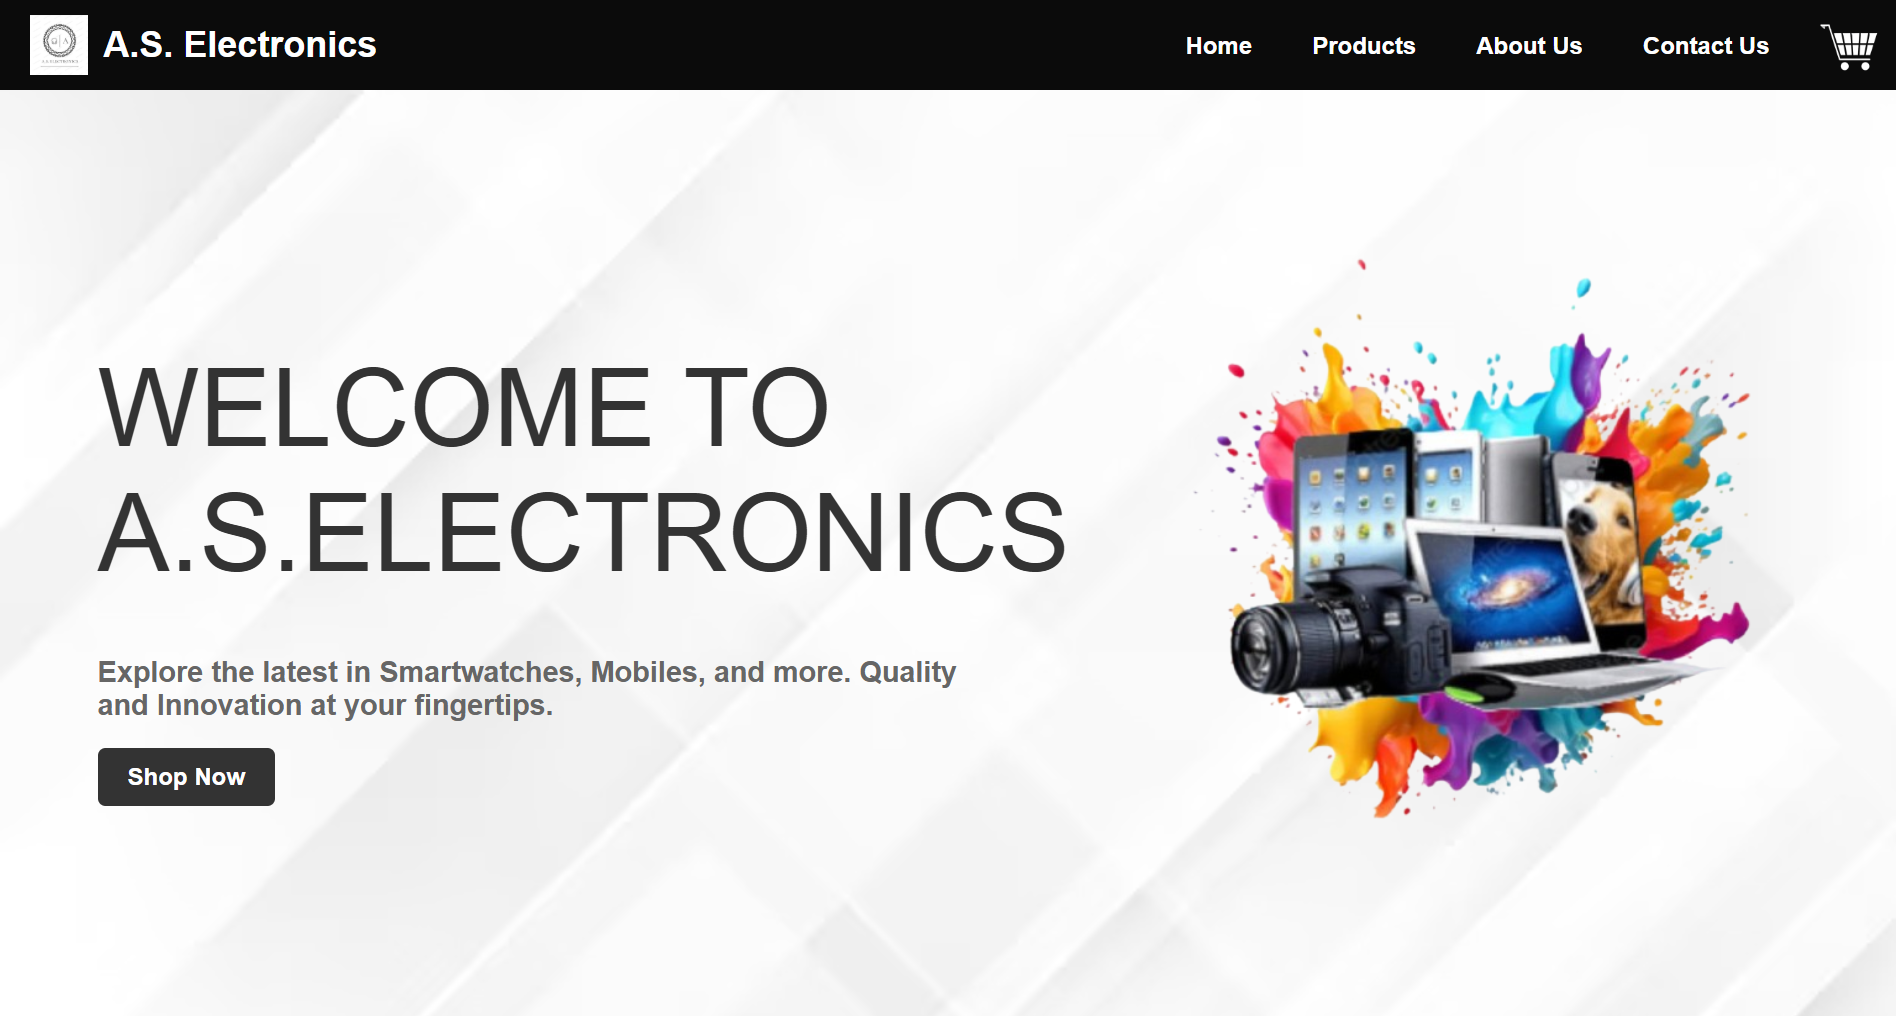 A.S. Electronics
Home
Products
About Us
Contact Us
WELCOME TO
A.S.ELECTRONICS
Explore the latest in Smartwatches, Mobiles, and more. Quality
and Innovation at your fingertips.
Shop Now